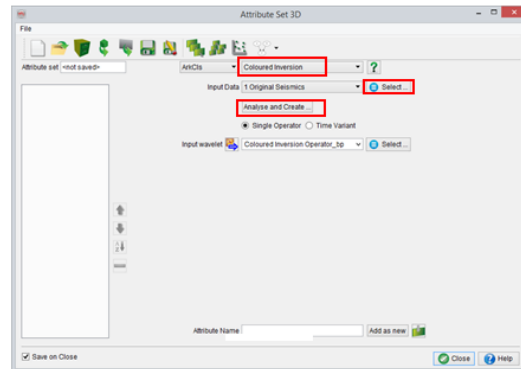 Attribute Set 3D
File
Attribute set <not saved>
ArkCls
Coloured Inversion
?
Input Data 1 Original Seismics
Select ...
Analyse and Create ...
Single Operator
Time Variant
Input wavelet
Coloured Inversion Operator_bp
Select ...
Attribute Name
Add as new
Save on Close
Close
? Help